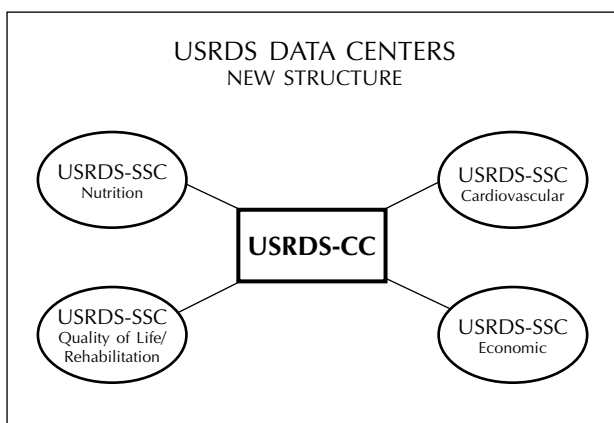 USRDS DATA CENTERS
NEW STRUCTURE
USRDS-SSC
Nutrition
USRDS-SSC
Cardiovascular
USRDS-CC
USRDS-SSC
Quality of Life/
Rehabilitation
USRDS-SSC
Economic